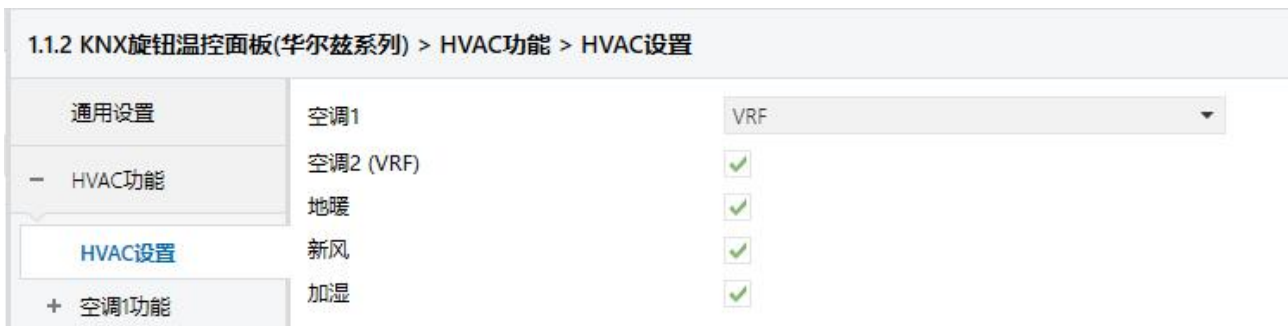 1.1.2 KNX旋钮温控面板(华尔兹系列) > HVAC功能 > HVAC设置
通用设置
− HVAC功能
HVAC设置
+ 空调1功能
空调1 VRF
空调2 (VRF)
地暖
新风
加湿